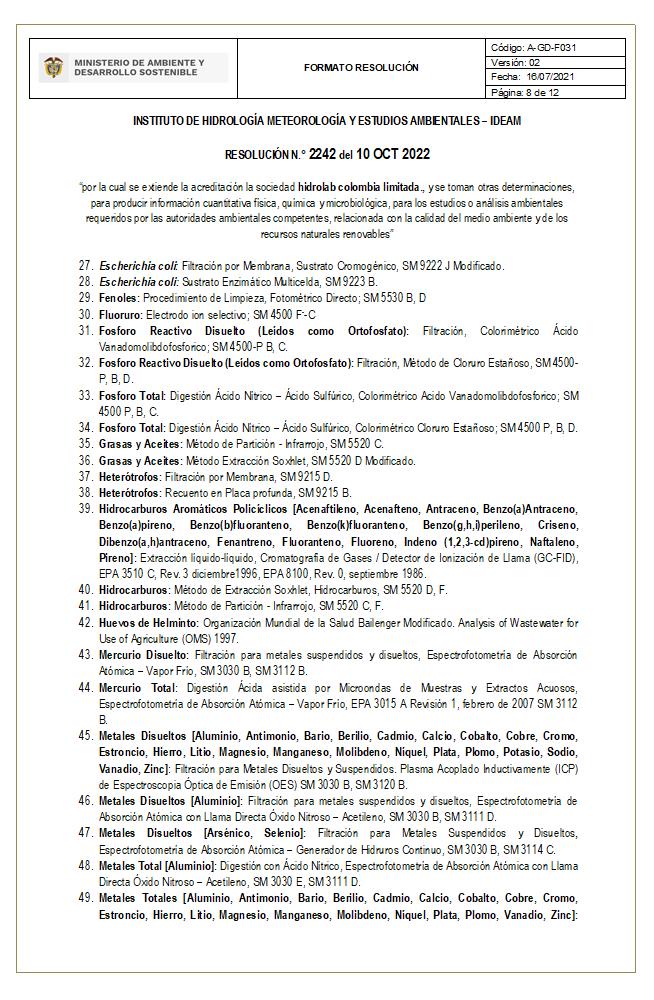 MINISTERIO DE AMBIENTE Y
DESARROLLO SOSTENIBLE
FORMATO RESOLUCIÓN
Código: A-GD-F031
Versión: 02
Fecha: 16/07/2021
Página: 8 de 12
INSTITUTO DE HIDROLOGÍA METEOROLOGÍA Y ESTUDIOS AMBIENTALES – IDEAM
RESOLUCIÓN N.° 2242 del 10 OCT 2022
"por la cual se extiende la acreditación la sociedad hidrolab colombia limitada., y se toman otras determinaciones,
para producir información cuantitativa física, química y microbiológica, para los estudios o análisis ambientales
requeridos por las autoridades ambientales competentes, relacionada con la calidad del medio ambiente y de los
recursos naturales renovables"
27. Escherichia coli: Filtración por Membrana, Sustrato Cromogénico, SM 9222 J Modificado.
28. Escherichia coli: Sustrato Enzimático Multicelda, SM 9223 B.
29. Fenoles: Procedimiento de Limpieza, Fotométrico Directo; SM 5530 B, D
30. Fluoruro: Electrodo ion selectivo; SM 4500 F--C
31. Fosforo Reactivo Disuelto (Leídos como Ortofosfato): Filtración, Colorimétrico Ácido
Vanadomolibdofosforico; SM 4500-P B, C.
32. Fosforo Reactivo Disuelto (Leídos como Ortofosfato): Filtración, Método de Cloruro Estañoso, SM 4500-
P, B, D.
33. Fosforo Total: Digestión Ácido Nítrico – Ácido Sulfúrico, Colorimétrico Acido Vanadomolibdofosforico; SM
4500 P, B, C.
34. Fosforo Total: Digestión Ácido Nítrico – Ácido Sulfúrico, Colorimétrico Cloruro Estañoso; SM 4500 P, B, D.
35. Grasas y Aceites: Método de Partición - Infrarrojo, SM 5520 C.
36. Grasas y Aceites: Método Extracción Soxhlet, SM 5520 D Modificado.
37. Heterótrofos: Filtración por Membrana, SM 9215 D.
38. Heterótrofos: Recuento en Placa profunda, SM 9215 B.
39. Hidrocarburos Aromáticos Policíclicos [Acenaftileno, Acenafteno, Antraceno, Benzo(a)Antraceno,
Benzo(a)pireno, Benzo(b)fluoranteno, Benzo(k)fluoranteno, Benzo(g,h,i)perileno, Criseno,
Dibenzo(a,h)antraceno, Fenantreno, Fluoranteno, Fluoreno, Indeno (1,2,3-cd)pireno, Naftaleno,
Pireno]: Extracción líquido-líquido, Cromatografía de Gases / Detector de Ionización de Llama (GC-FID),
EPA 3510 C, Rev. 3 diciembre1996, EPA 8100, Rev. 0, septiembre 1986.
40. Hidrocarburos: Método de Extracción Soxhlet, Hidrocarburos, SM 5520 D, F.
41. Hidrocarburos: Método de Partición - Infrarrojo, SM 5520 C, F.
42. Huevos de Helminto: Organización Mundial de la Salud Bailenger Modificado. Analysis of Wastewater for
Use of Agriculture (OMS) 1997.
43. Mercurio Disuelto: Filtración para metales suspendidos y disueltos, Espectrofotometría de Absorción
Atómica – Vapor Frío, SM 3030 B, SM 3112 B.
44. Mercurio Total: Digestión Ácida asistida por Microondas de Muestras y Extractos Acuosos,
Espectrofotometría de Absorción Atómica – Vapor Frío, EPA 3015 A Revisión 1, febrero de 2007 SM 3112
B.
45. Metales Disueltos [Aluminio, Antimonio, Bario, Berilio, Cadmio, Calcio, Cobalto, Cobre, Cromo,
Estroncio, Hierro, Litio, Magnesio, Manganeso, Molibdeno, Niquel, Plata, Plomo, Potasio, Sodio,
Vanadio, Zinc]: Filtración para Metales Disueltos y Suspendidos. Plasma Acoplado Inductivamente (ICP)
de Espectroscopia Óptica de Emisión (OES) SM 3030 B, SM 3120 B.
46. Metales Disueltos [Aluminio]: Filtración para metales suspendidos y disueltos, Espectrofotometría de
Absorción Atómica con Llama Directa Óxido Nitroso – Acetileno, SM 3030 B, SM 3111 D.
47. Metales Disueltos [Arsénico, Selenio]: Filtración para Metales Suspendidos y Disueltos,
Espectrofotometría de Absorción Atómica – Generador de Hidruros Continuo, SM 3030 B, SM 3114 C.
48. Metales Total [Aluminio]: Digestión con Ácido Nítrico, Espectrofotometría de Absorción Atómica con Llama
Directa Óxido Nitroso – Acetileno, SM 3030 E, SM 3111 D.
49. Metales Totales [Aluminio, Antimonio, Bario, Berilio, Cadmio, Calcio, Cobalto, Cobre, Cromo,
Estroncio, Hierro, Litio, Magnesio, Manganeso, Molibdeno, Niquel, Plata, Plomo, Vanadio, Zinc]: